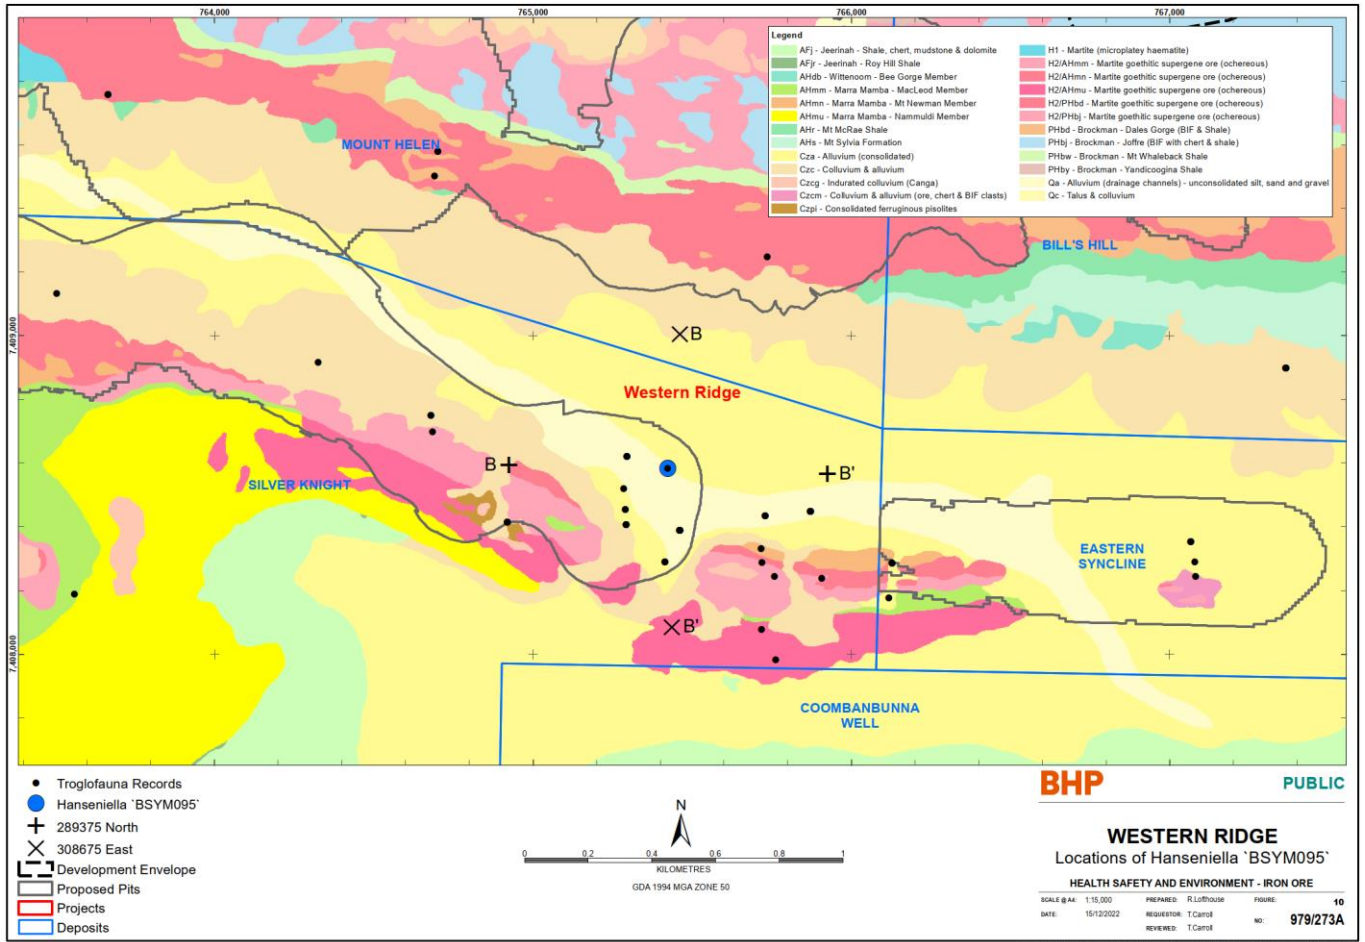 764,000
765,000
766,000
767,000
7,409,000
7,408,000
Legend
AFj - Jeerinah - Shale, chert, mudstone & dolomite
AFjr - Jeerinah - Roy Hill Shale
AHdb - Wittenoom - Bee Gorge Member
AHmm - Marra Mamba - MacLeod Member
AHmn - Marra Mamba - Mt Newman Member
AHmu - Marra Mamba - Nammuldi Member
AHr - Mt McRae Shale
AHs - Mt Sylvia Formation
Cza - Alluvium (consolidated)
Czc - Colluvium & alluvium
Czcg - Indurated colluvium (Canga)
Czcm - Colluvium & alluvium (ore, chert & BIF clasts)
Czpi - Consolidated ferruginous pisolites
H1 - Martite (microplatey haematite)
H2/AHmm - Martite goethitic supergene ore (ochereous)
H2/AHmn - Martite goethitic supergene ore (ochereous)
H2/AHmu - Martite goethitic supergene ore (ochereous)
H2/PHbd - Martite goethitic supergene ore (ochereous)
H2/PHbj - Martite goethitic supergene ore (ochereous)
PHbd - Brockman - Dales Gorge (BIF & Shale)
PHbj - Brockman - Joffre (BIF with chert & shale)
PHbw - Brockman - Mt Whaleback Shale
PHby - Brockman - Yandicoogina Shale
Qa - Alluvium (drainage channels) - unconsolidated silt, sand and gravel
Qc - Talus & colluvium
MOUNT HELEN
BILL'S HILL
B
Western Ridge
B
B'
SILVER KNIGHT
EASTERN
SYNCLINE
B'
COOMBANBUNNA
WELL
Troglofauna Records
Hanseniella `BSYM095`
289375 North
308675 East
Development Envelope
Proposed Pits
Projects
Deposits
N
0 0.2 0.4 0.6 0.8 1
KILOMETRES
GDA 1994 MGA ZONE 50
BHP
PUBLIC
WESTERN RIDGE
Locations of Hanseniella `BSYM095`
HEALTH SAFETY AND ENVIRONMENT - IRON ORE
SCALE @ A4: 1:15,000 PREPARED: R.Lofthouse FIGURE: 10
DATE: 15/12/2022 REQUESTOR: T.Carroll NO: 979/273A
REVIEWED: T.Carroll